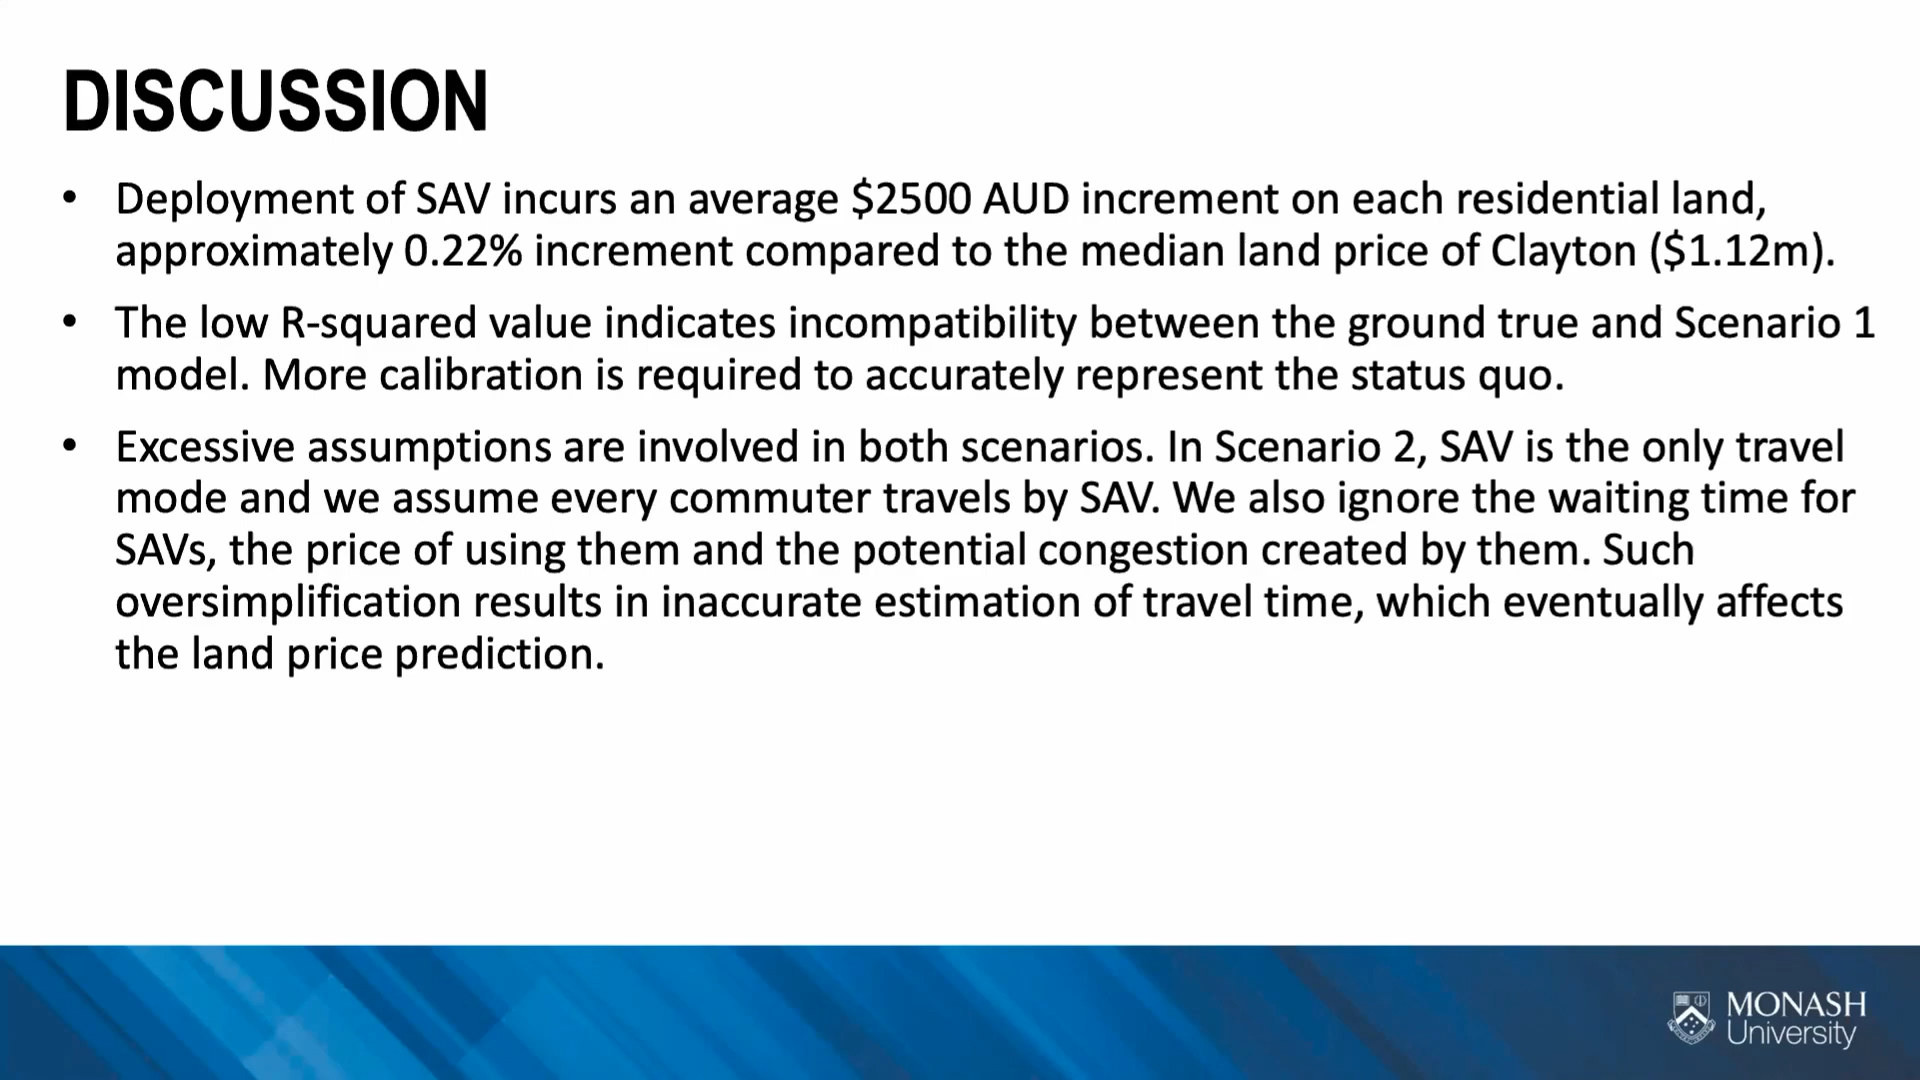 DISCUSSION
• Deployment of SAV incurs an average $2500 AUD increment on each residential land,
approximately 0.22% increment compared to the median land price of Clayton ($1.12m).
• The low R-squared value indicates incompatibility between the ground true and Scenario 1
model. More calibration is required to accurately represent the status quo.
• Excessive assumptions are involved in both scenarios. In Scenario 2, SAV is the only travel
mode and we assume every commuter travels by SAV. We also ignore the waiting time for
SAVs, the price of using them and the potential congestion created by them. Such
oversimplification results in inaccurate estimation of travel time, which eventually affects
the land price prediction.
MONASH
University